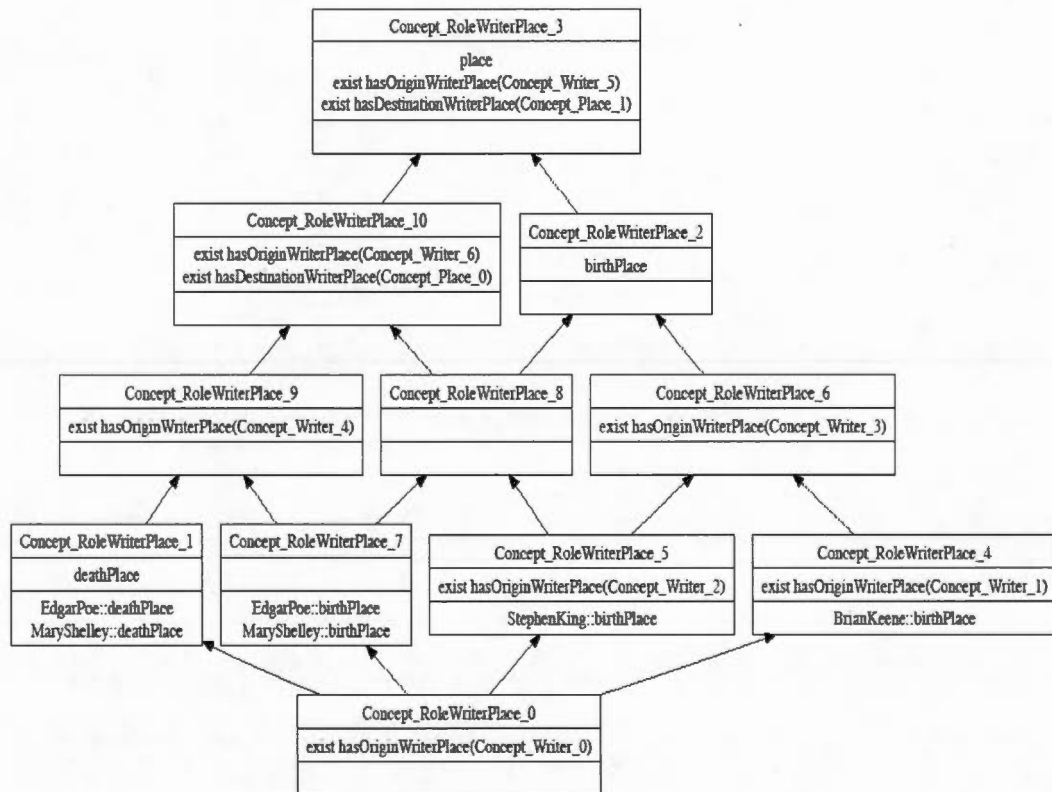 Concept_RoleWriterPlace_3
place
exist hasOriginWriterPlace(Concept_Writer_5)
exist hasDestinationWriterPlace(Concept_Place_1)
Concept_RoleWriterPlace_10
exist hasOriginWriterPlace(Concept_Writer_6)
exist hasDestinationWriterPlace(Concept_Place_0)
Concept_RoleWriterPlace_2
birthPlace
Concept_RoleWriterPlace_9
exist hasOriginWriterPlace(Concept_Writer_4)
Concept_RoleWriterPlace_8
Concept_RoleWriterPlace_6
exist hasOriginWriterPlace(Concept_Writer_3)
Concept_RoleWriterPlace_1
deathPlace
EdgarPoe::deathPlace
MaryShelley::deathPlace
Concept_RoleWriterPlace_7
EdgarPoe::birthPlace
MaryShelley::birthPlace
Concept_RoleWriterPlace_5
exist hasOriginWriterPlace(Concept_Writer_2)
StephenKing::birthPlace
Concept_RoleWriterPlace_4
exist hasOriginWriterPlace(Concept_Writer_1)
BrianKeene::birthPlace
Concept_RoleWriterPlace_0
exist hasOriginWriterPlace(Concept_Writer_0)